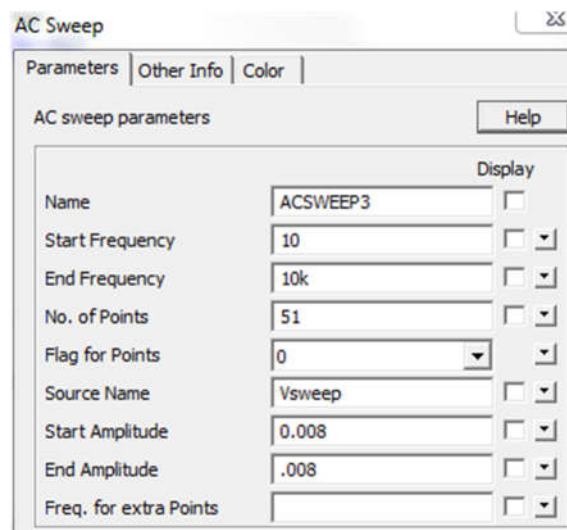 AC Sweep
Parameters Other Info Color
AC sweep parameters Help
Display
Name ACSWEEP3
Start Frequency 10
End Frequency 10k
No. of Points 51
Flag for Points 0
Source Name Vsweep
Start Amplitude 0.008
End Amplitude .008
Freq. for extra Points